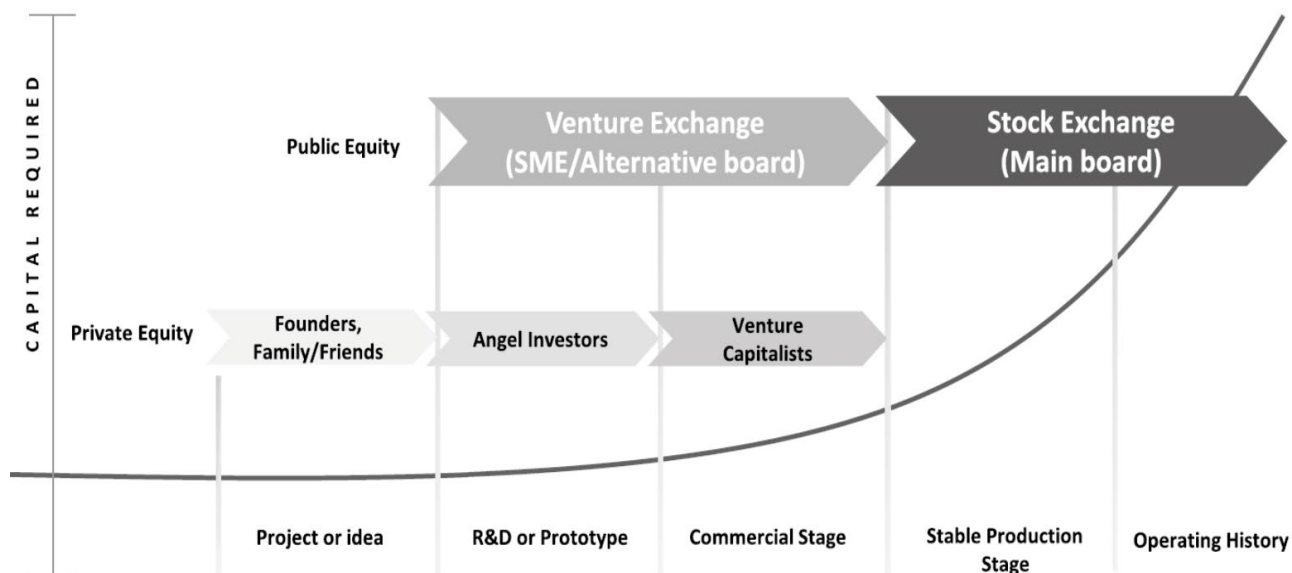 CAPITAL REQUIRED
Public Equity
Venture Exchange
(SME/Alternative board)
Stock Exchange
(Main board)
Private Equity
Founders,
Family/Friends
Angel Investors
Venture
Capitalists
Project or idea
R&D or Prototype
Commercial Stage
Stable Production
Stage
Operating History